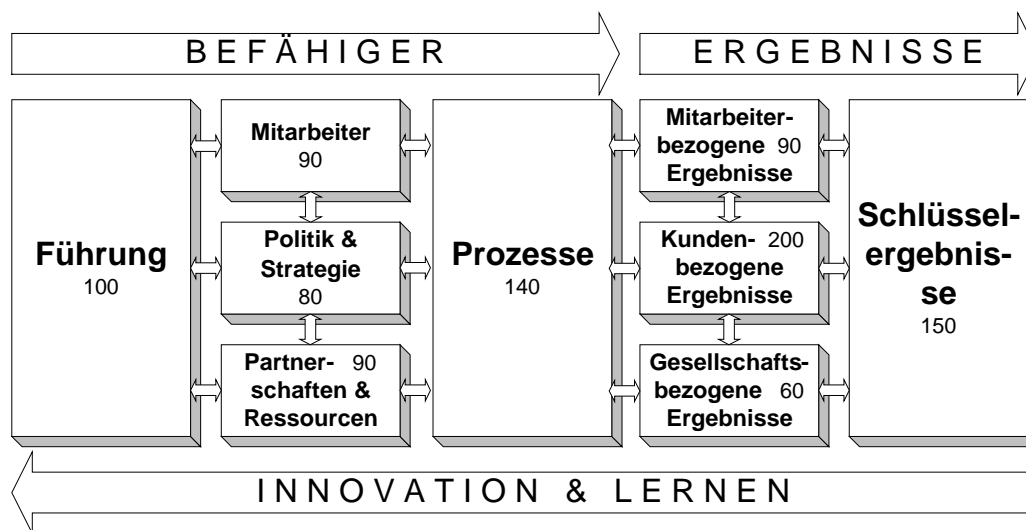 BEFÄHIGER
ERGEBNISSE
Führung
100
Mitarbeiter
90
Politik &
Strategie
80
Partner- 90
schaften &
Ressourcen
Prozesse
140
Mitarbeiter-
bezogene 90
Ergebnisse
Kunden- 200
bezogene
Ergebnisse
Gesellschafts-
bezogene 60
Ergebnisse
Schlüssel-
ergebnis-
se
150
INNOVATION & LERNEN